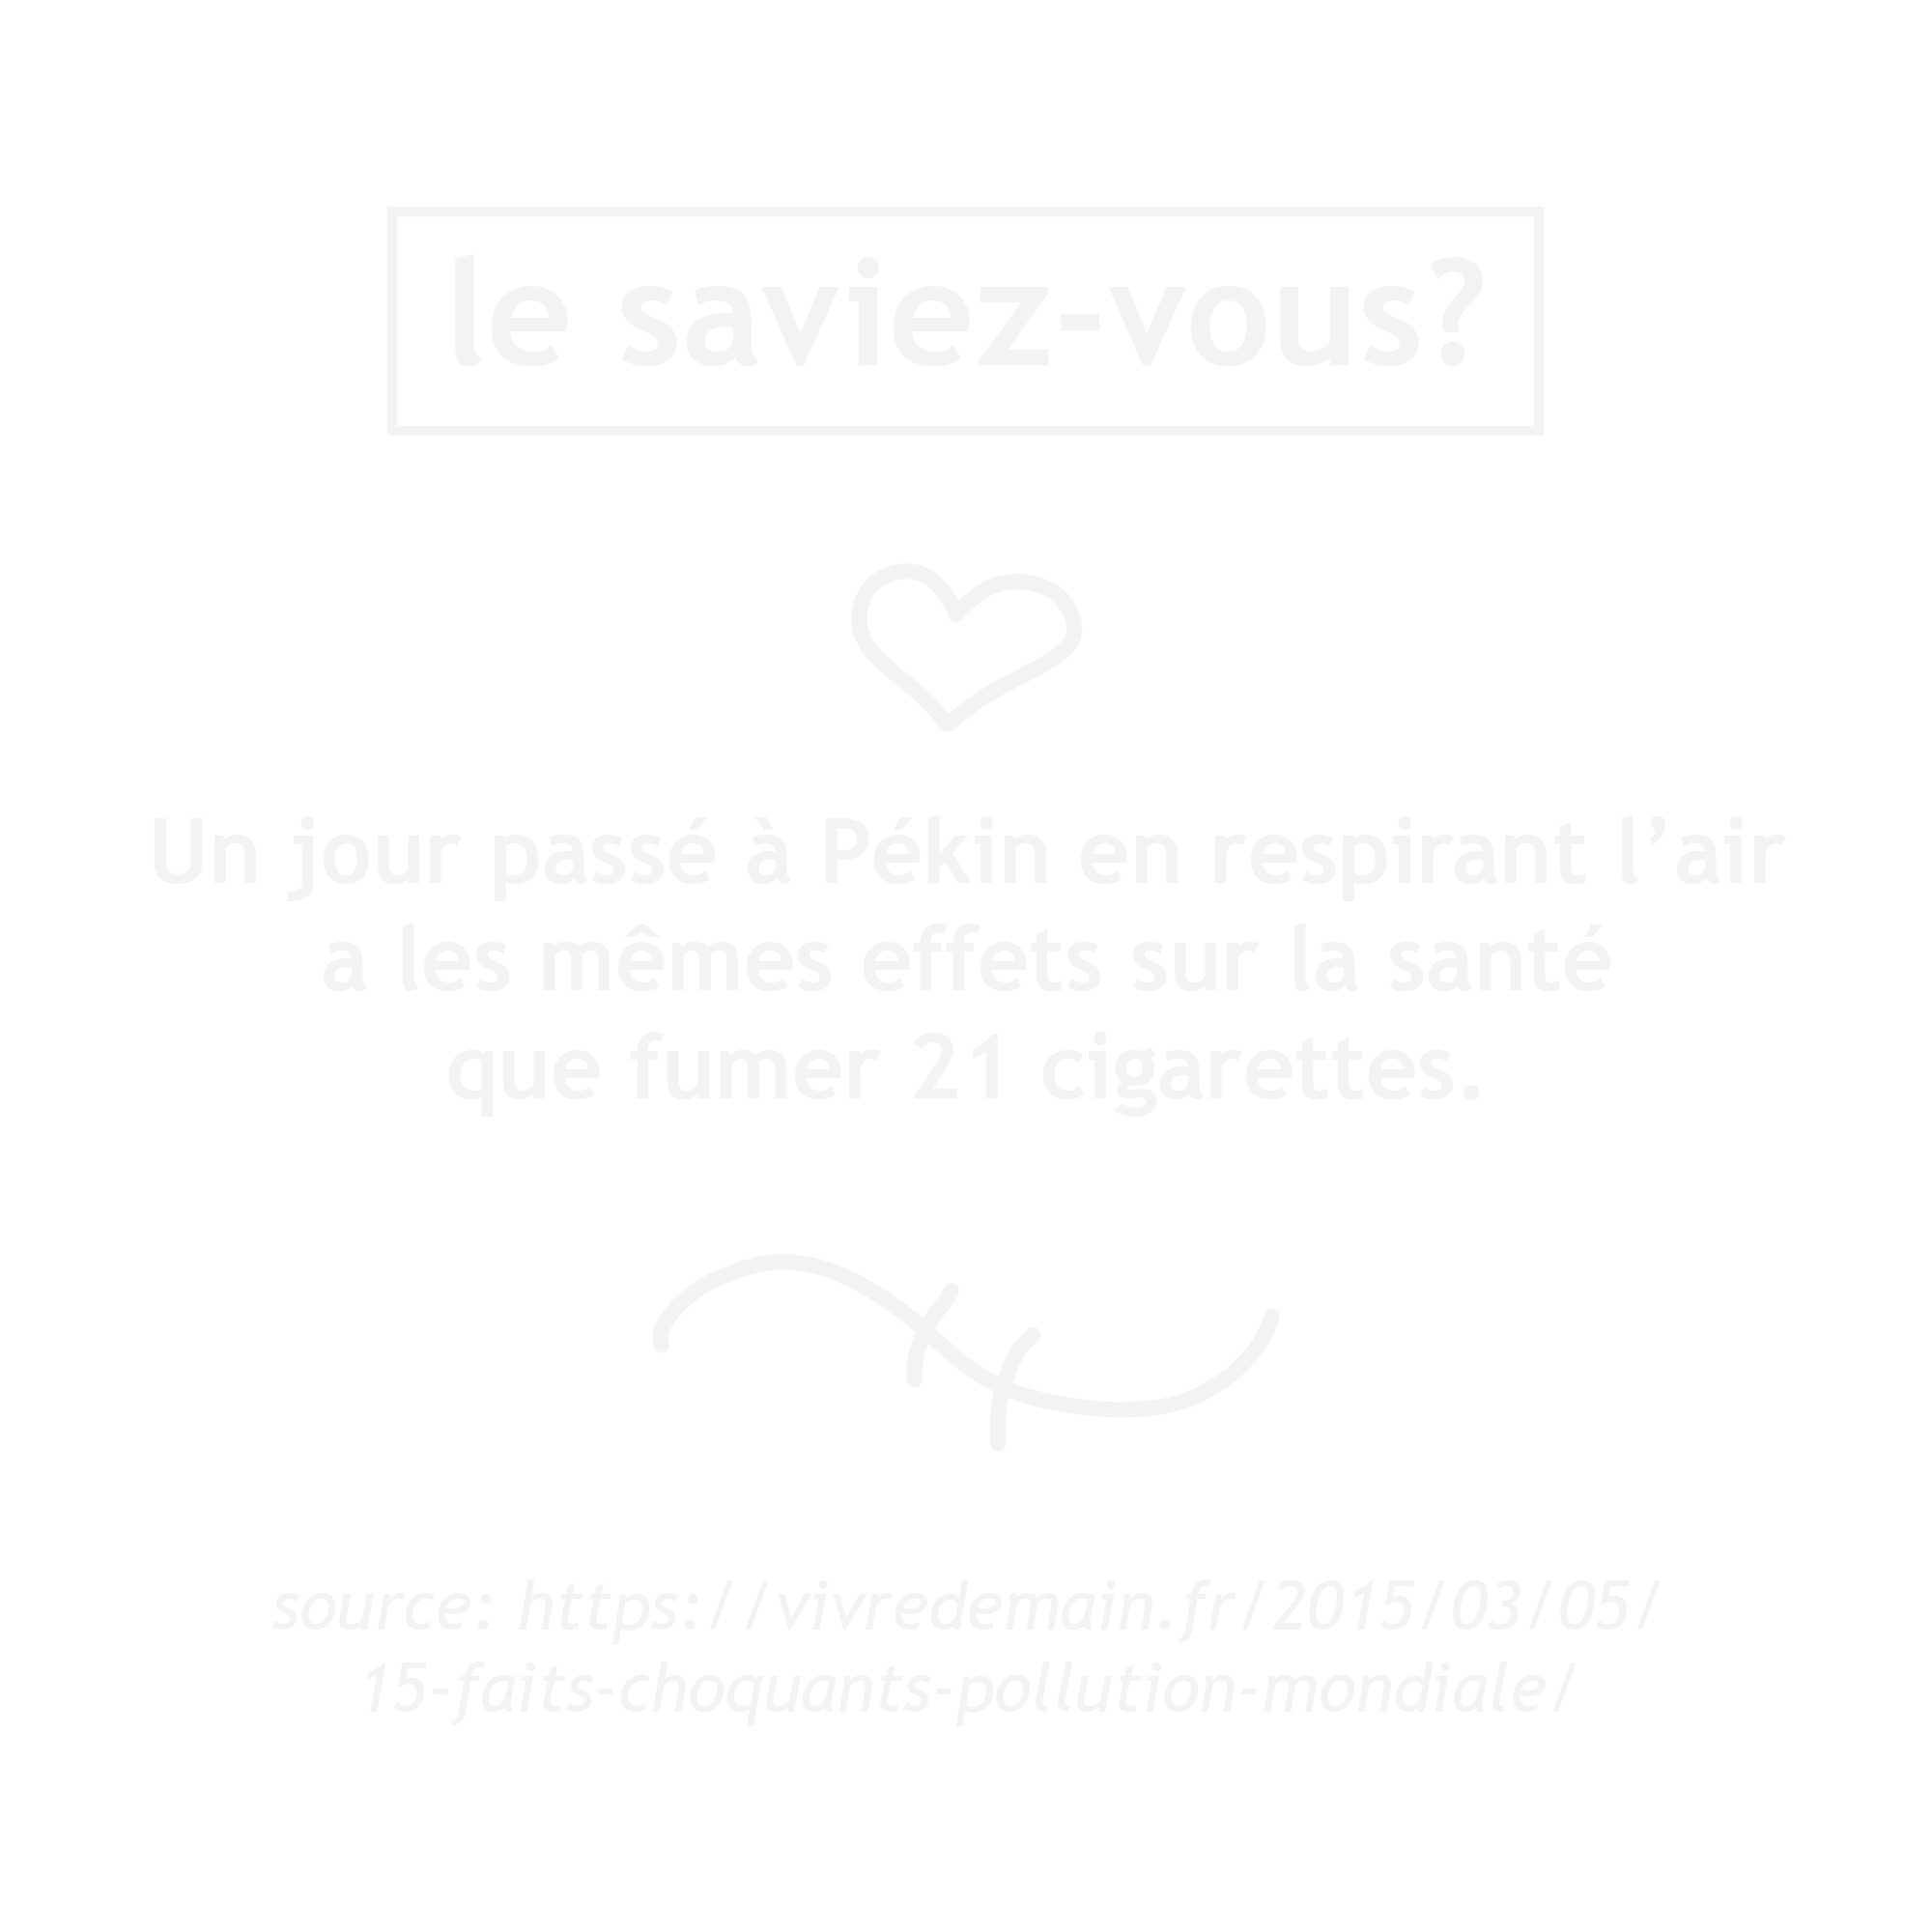 le saviez-vous?
Un jour passé à Pékin en respirant l’air
a les mêmes effets sur la santé
que fumer 21 cigarettes.
source: https://vivredemain.fr/2015/03/05/
15-faits-choquants-pollution-mondiale/